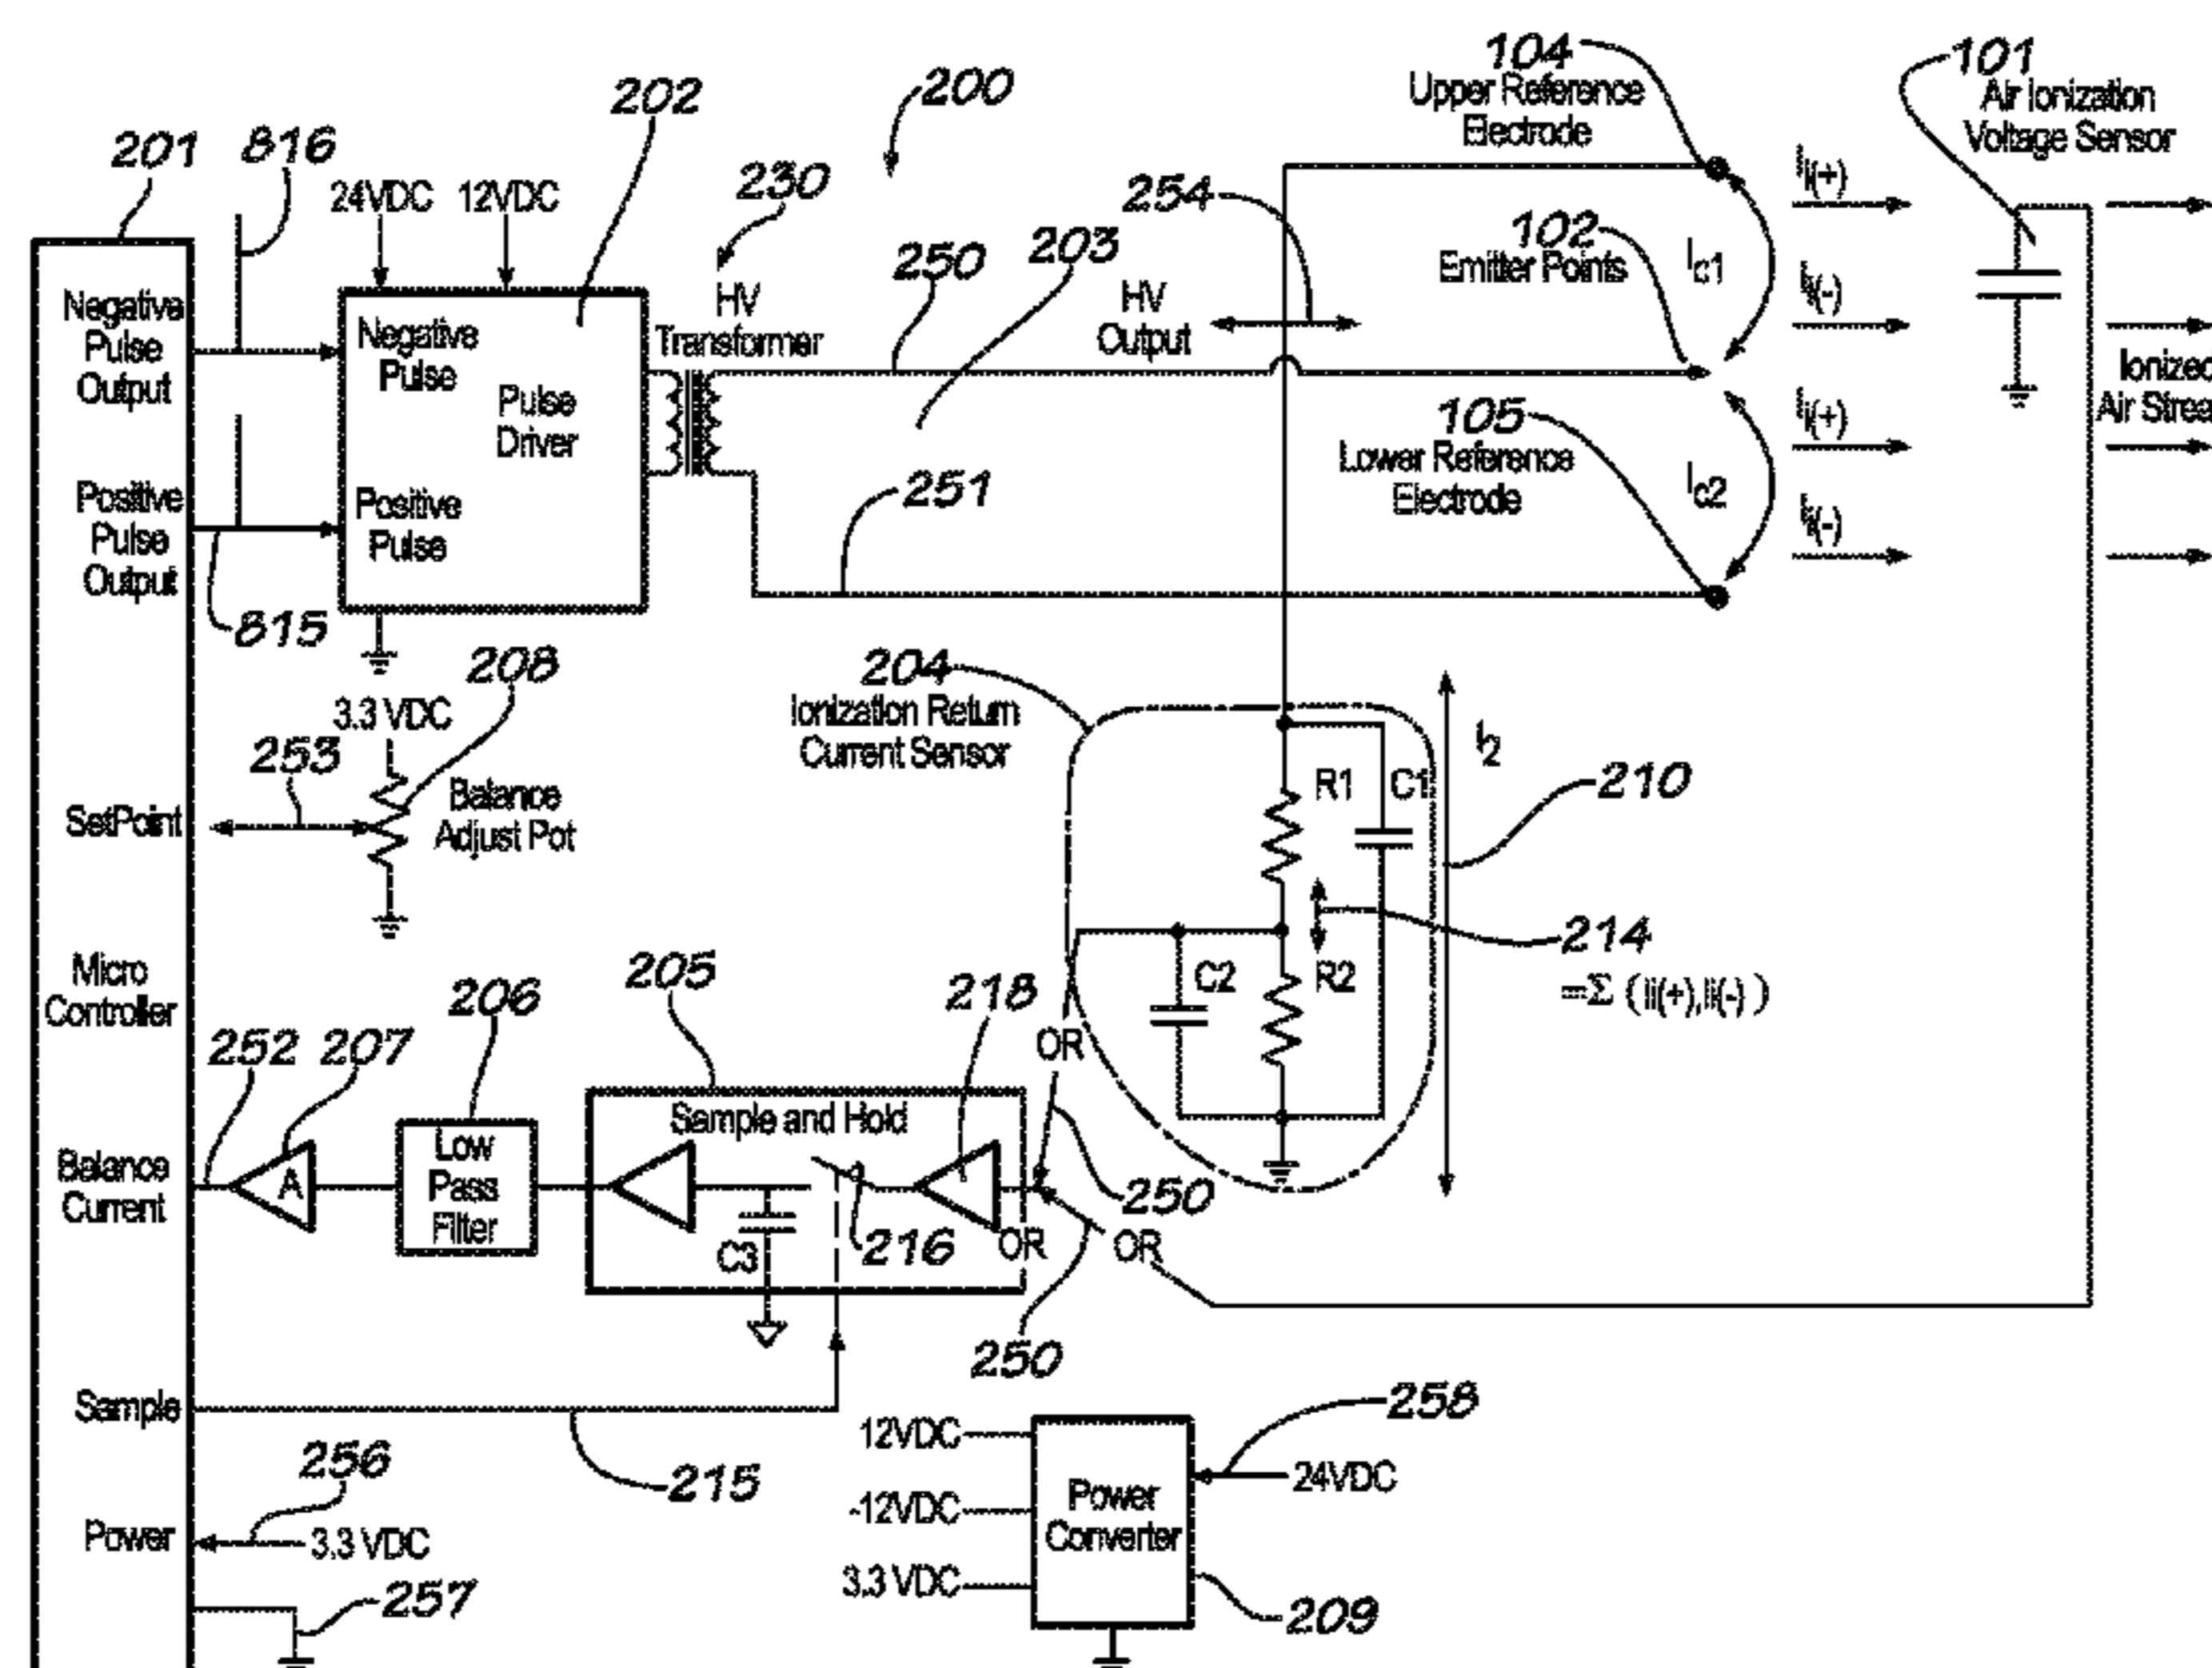 104
Upper Reference
Electrode
101
Air Ionization
Voltage Sensor
202
200
201
816
24VDC
12VDC
230
254
Ii(+)
102
Emitter Points
Ic1
250
203
HV
Transformer
HV
Output
Ii(-)
Negative
Pulse
Output
Negative
Pulse
Pulse
Driver
Ionized
Air Strea
105
Lower Reference
Electrode
Ii(+)
Ic2
251
Positive
Pulse
Output
Positive
Pulse
Ii(-)
815
208
204
Ionization Return
Current Sensor
3.3 VDC
253
SetPoint
Balance
Adjust Pot
I2
R1
C1
210
214
=Σ (Ii(+),Ii(-))
C2
R2
Micro
Controller
206
205
218
OR
252
207
Sample and Hold
Low
Pass
Filter
A
Balance
Current
C3
216
OR
250
OR
250
Sample
215
258
12VDC
24VDC
-12VDC
Power
Converter
256
Power
3.3 VDC
3.3 VDC
209
257